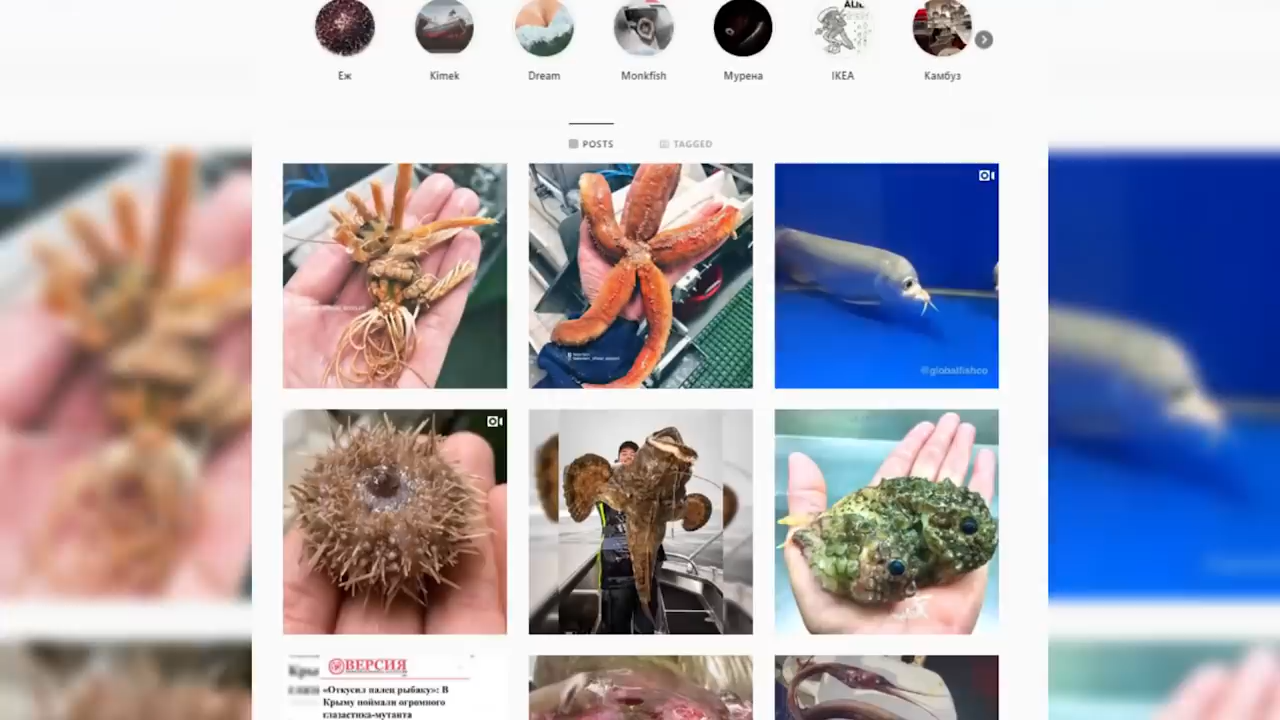 Еж
Kimek
Dream
Monkfish
Мурена
IKEA
Камбуз
POSTS
TAGGED
@globalfishco
ВЕРСИЯ
«Откусил палец рыбаку»: В
Крыму поймали огромного
глазастика-мутанта